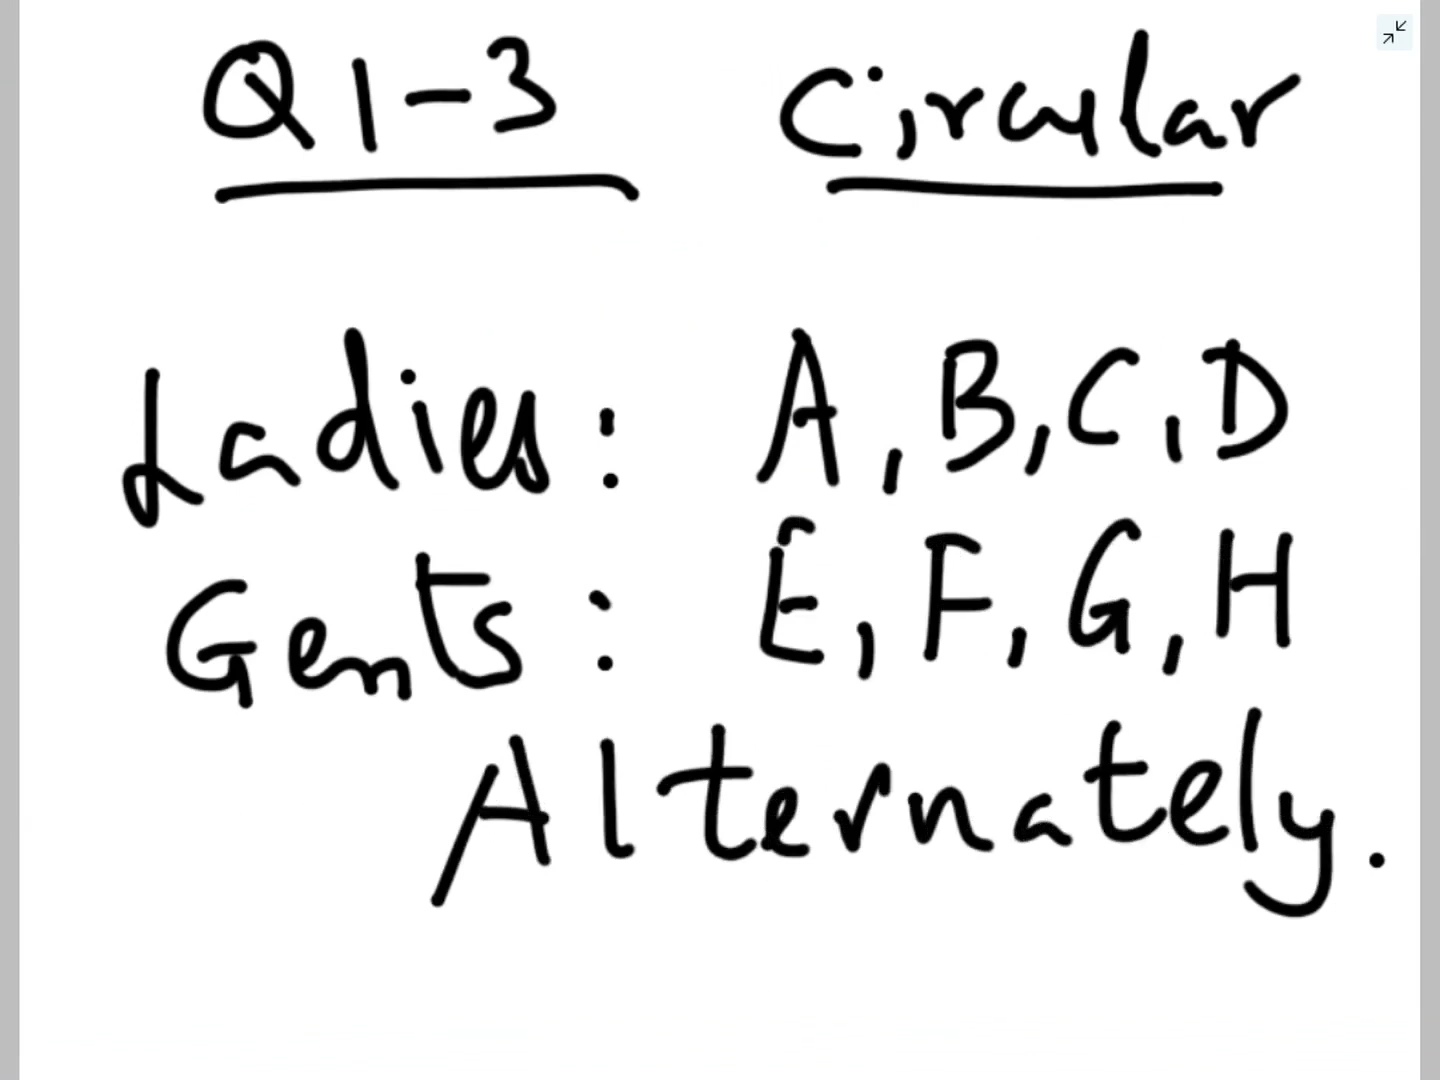 Q1-3 Circular
Ladies: A, B, C, D
Gents: E, F, G, H
Alternately.